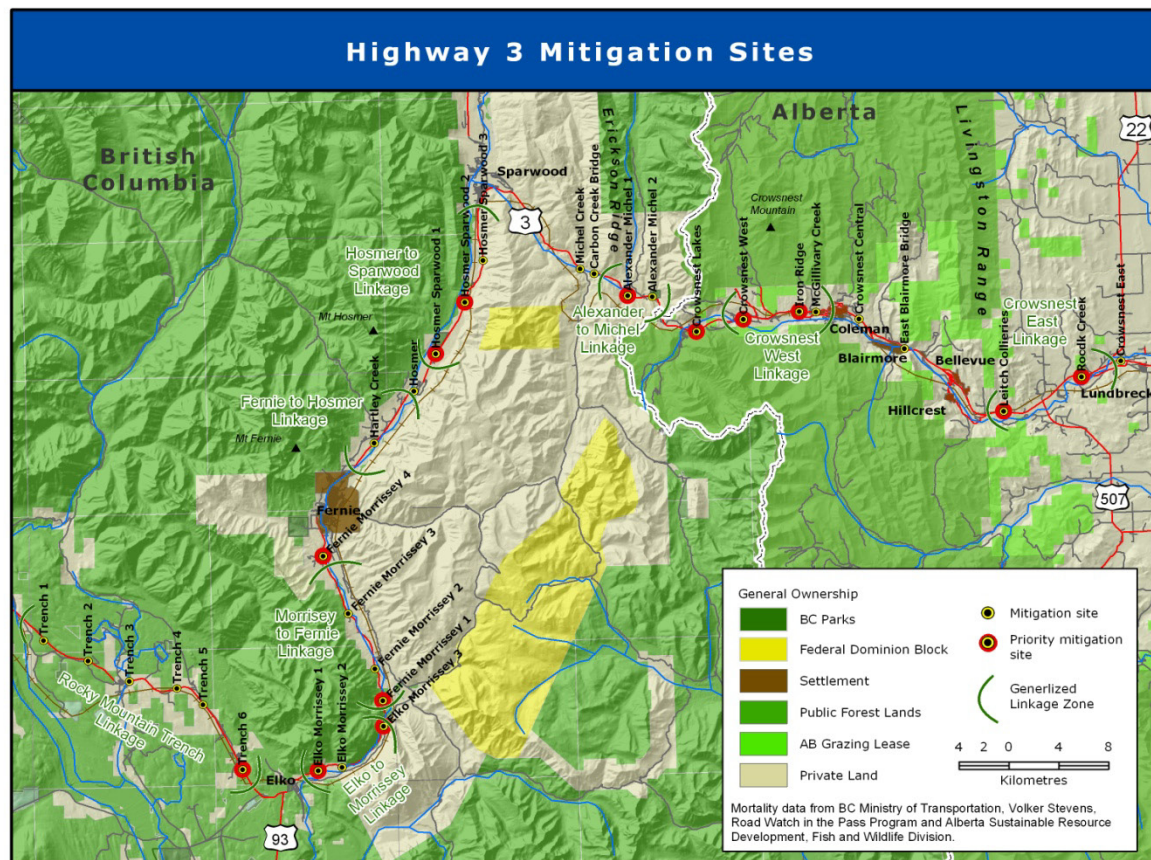 Highway 3 Mitigation Sites
British
Columbia
Alberta
Erickson Ridge
Livingston Range
22
Hosmer Sparwood 3
Sparwood
3
Hosmer Sparwood 2
Michel Creek
Carbon Creek Bridge
Alexander Michel 1
Alexander Michel 2
Crowsnest
Mountain
Crowsnest Lakes
Crowsnest West
Iron Ridge
McGillivary Creek
Crowsnest Central
East Blairmore Bridge
Hosmer to
Sparwood
Linkage
Hosmer Sparwood 1
Mt Hosmer
Alexander
to Michel
Linkage
Crowsnest
West
Linkage
Coleman
Blairmore
Bellevue
Hillcrest
Leitch Collieries
Crowsnest
East
Linkage
Rocdk Creek
Crowsnest East
Lundbreck
Hosmer
Fernie to Hosmer
Linkage
Hartley Creek
Mt Fernie
507
Fernie
Fernie Morrissey 4
Fernie Morrissey 3
Fernie Morrissey 2
Fernie Morrissey 1
Morrisey
to Fernie
Linkage
Trench 1
Trench 2
Trench 3
Trench 4
Trench 5
Trench 6
Rocky Mountain Trench
Linkage
Elko Morrissey 1
Elko Morrissey 2
Elko Morrissey 3
Elko
Elko to
Morrissey
Linkage
93
General Ownership
BC Parks
Federal Dominion Block
Settlement
Public Forest Lands
AB Grazing Lease
Private Land
Mitigation site
Priority mitigation
site
Generlized
Linkage Zone
4 2 0 4 8
Kilometres
Mortality data from BC Ministry of Transportation, Volker Stevens,
Road Watch in the Pass Program and Alberta Sustainable Resource
Development, Fish and Wildlife Division.